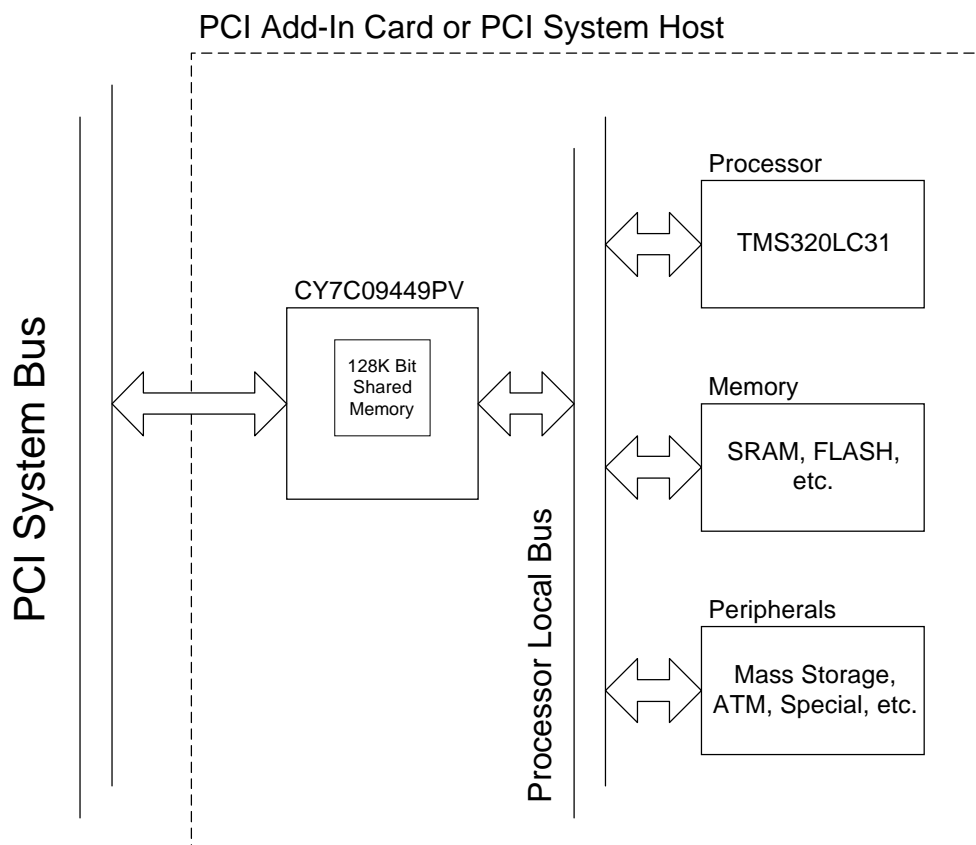 PCI Add-In Card or PCI System Host
PCI System Bus
CY7C09449PV
128K Bit
Shared
Memory
Processor Local Bus
Processor
TMS320LC31
Memory
SRAM, FLASH,
etc.
Peripherals
Mass Storage,
ATM, Special, etc.